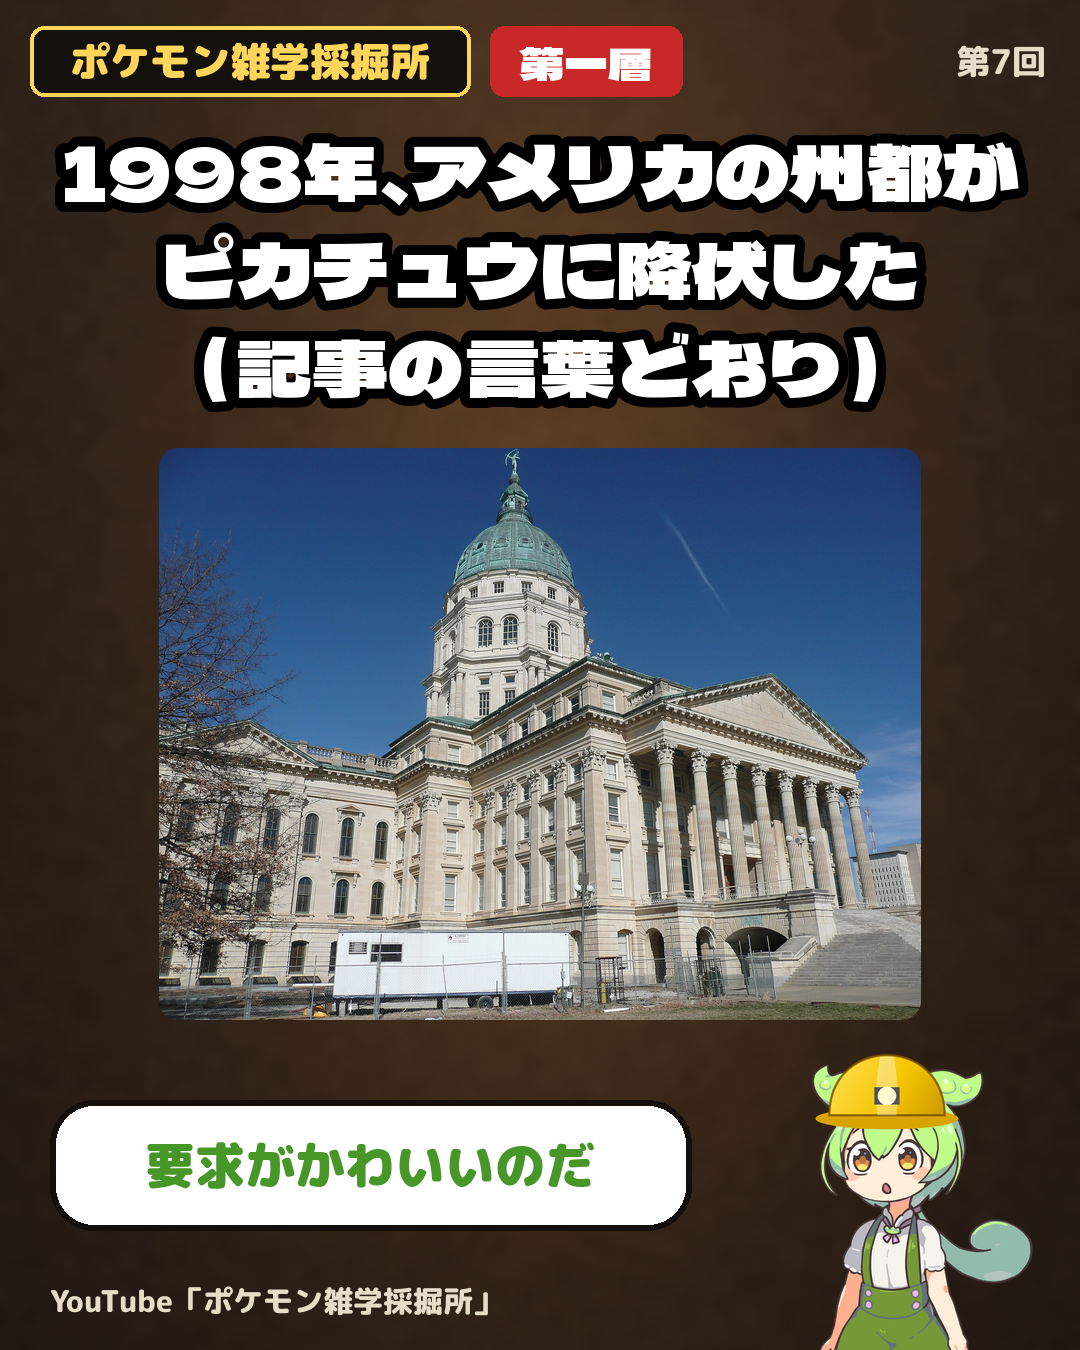 ポケモン雑学採掘所
第一層
第7回
1998年、アメリカの州都が
ピカチュウに降伏した
(記事の言葉どおり)
要求がかわいいのだ
YouTube「ポケモン雑学採掘所」